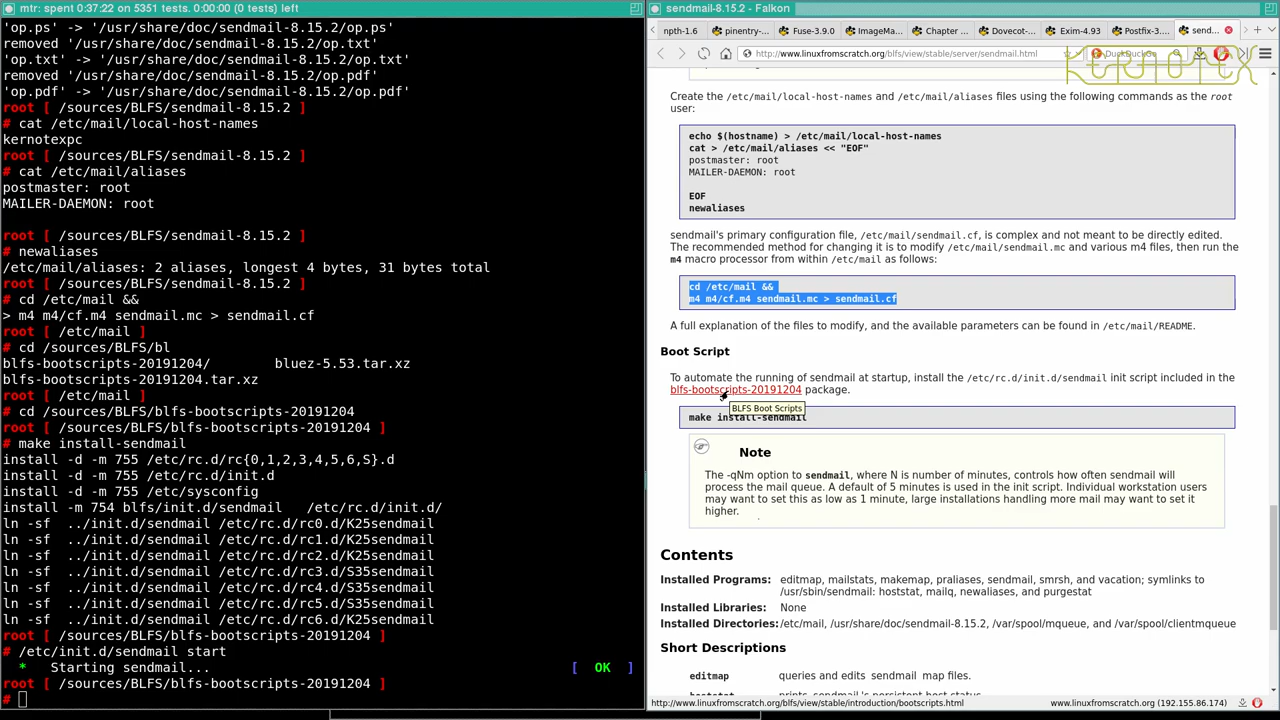 mtr: start 0:37:22 on 5351 tests. 0:00:00 (0 tests) left
'op.ps' -> '/usr/share/doc/sendmail-8.15.2/op.ps'
removed '/usr/share/doc/sendmail-8.15.2/op.txt'
'op.txt' -> '/usr/share/doc/sendmail-8.15.2/op.txt'
removed '/usr/share/doc/sendmail-8.15.2/op.pdf'
'op.pdf' -> '/usr/share/doc/sendmail-8.15.2/op.pdf'
root [ /sources/BLFS/sendmail-8.15.2 ]
# cat /etc/mail/local-host-names
kernotexpc
root [ /sources/BLFS/sendmail-8.15.2 ]
# cat /etc/mail/aliases
postmaster: root
MAILER-DAEMON: root
root [ /sources/BLFS/sendmail-8.15.2 ]
# newaliases
/etc/mail/aliases: 2 aliases, longest 4 bytes, 31 bytes total
root [ /sources/BLFS/sendmail-8.15.2 ]
# cd /etc/mail &&
> m4 m4/cf.m4 sendmail.mc > sendmail.cf
root [ /etc/mail ]
# cd /sources/BLFS/bl
blfs-bootscripts-20191204/ bluez-5.53.tar.xz
blfs-bootscripts-20191204.tar.xz
root [ /etc/mail ]
# cd /sources/BLFS/blfs-bootscripts-20191204
root [ /sources/BLFS/blfs-bootscripts-20191204 ]
# make install-sendmail
install -d -m 755 /etc/rc.d/rc{0,1,2,3,4,5,6,S}.d
install -d -m 755 /etc/rc.d/init.d
install -d -m 755 /etc/sysconfig
install -m 754 blfs/init.d/sendmail /etc/rc.d/init.d/
ln -sf ../init.d/sendmail /etc/rc.d/rc0.d/K25sendmail
ln -sf ../init.d/sendmail /etc/rc.d/rc1.d/K25sendmail
ln -sf ../init.d/sendmail /etc/rc.d/rc2.d/K25sendmail
ln -sf ../init.d/sendmail /etc/rc.d/rc3.d/S35sendmail
ln -sf ../init.d/sendmail /etc/rc.d/rc4.d/S35sendmail
ln -sf ../init.d/sendmail /etc/rc.d/rc5.d/S35sendmail
ln -sf ../init.d/sendmail /etc/rc.d/rc6.d/K25sendmail
root [ /sources/BLFS/blfs-bootscripts-20191204 ]
# /etc/init.d/sendmail start
* Starting sendmail... [ OK ]
root [ /sources/BLFS/blfs-bootscripts-20191204 ]
#
sendmail-8.15.2 - Falkon
npth-1.6 pinentry-... Fuse-3.9.0 ImageMa... Chapter ... Dovecot-... Exim-4.93 Postfix-3.... send...
http://www.linuxfromscratch.org/blfs/view/stable/server/sendmail.html DuckDuckGo
KERNOTEX
Create the /etc/mail/local-host-names and /etc/mail/aliases files using the following commands as the root
user:
echo $(hostname) > /etc/mail/local-host-names
cat > /etc/mail/aliases << "EOF"
postmaster: root
MAILER-DAEMON: root
EOF
newaliases
sendmail's primary configuration file, /etc/mail/sendmail.cf, is complex and not meant to be directly edited.
The recommended method for changing it is to modify /etc/mail/sendmail.mc and various m4 files, then run the
m4 macro processor from within /etc/mail as follows:
cd /etc/mail &&
m4 m4/cf.m4 sendmail.mc > sendmail.cf
A full explanation of the files to modify, and the available parameters can be found in /etc/mail/README.
Boot Script
To automate the running of sendmail at startup, install the /etc/rc.d/init.d/sendmail init script included in the
blfs-bootscripts-20191204 package.
BLFS Boot Scripts
make install-sendmail
Note
The -qNm option to sendmail, where N is number of minutes, controls how often sendmail will
process the mail queue. A default of 5 minutes is used in the init script. Individual workstation users
may want to set this as low as 1 minute, large installations handling more mail may want to set it
higher.
Contents
Installed Programs: editmap, mailstats, makemap, praliases, sendmail, smrsh, and vacation; symlinks to
/usr/sbin/sendmail: hoststat, mailq, newaliases, and purgestat
Installed Libraries: None
Installed Directories: /etc/mail, /usr/share/doc/sendmail-8.15.2, /var/spool/mqueue, and /var/spool/clientmqueue
Short Descriptions
editmap queries and edits sendmail map files.
hoststat prints sendmail's persistent host status.
http://www.linuxfromscratch.org/blfs/view/stable/introduction/bootscripts.html www.linuxfromscratch.org (192.155.86.174)